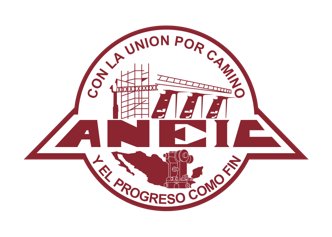 CON LA UNION POR CAMINO
ANEIC
Y EL PROGRESO COMO FIN